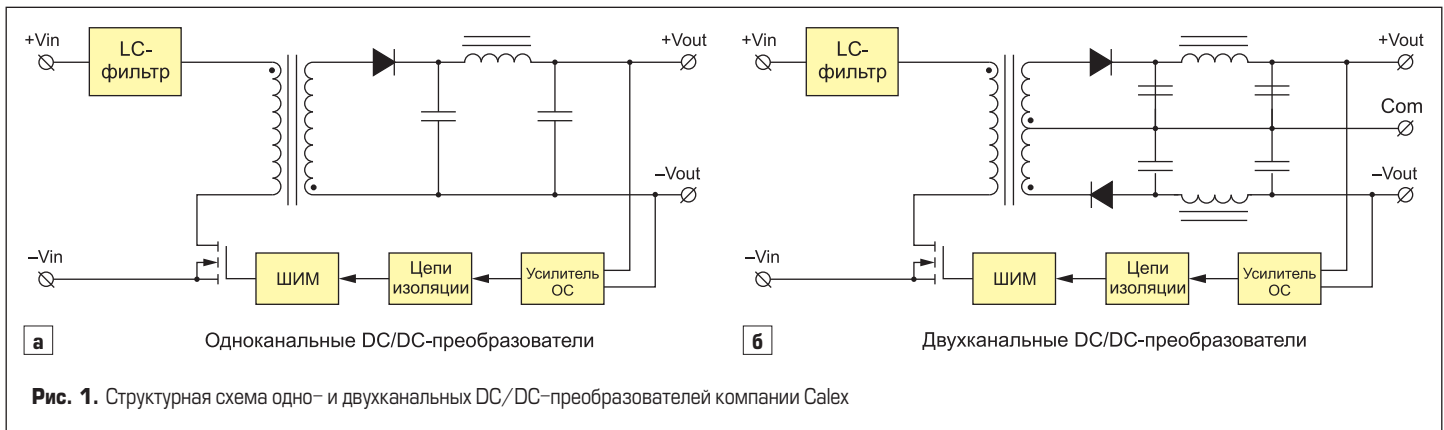 +Vin
LC-
фильтр
+Vout
–Vout
–Vin
ШИМ
Цепи
изоляции
Усилитель
ОС
а
Одноканальные DC/DC-преобразователи
+Vin
LC-
фильтр
+Vout
Com
–Vout
–Vin
ШИМ
Цепи
изоляции
Усилитель
ОС
б
Двухканальные DC/DC-преобразователи
Рис. 1. Структурная схема одно- и двухканальных DC/DC-преобразователей компании Calex